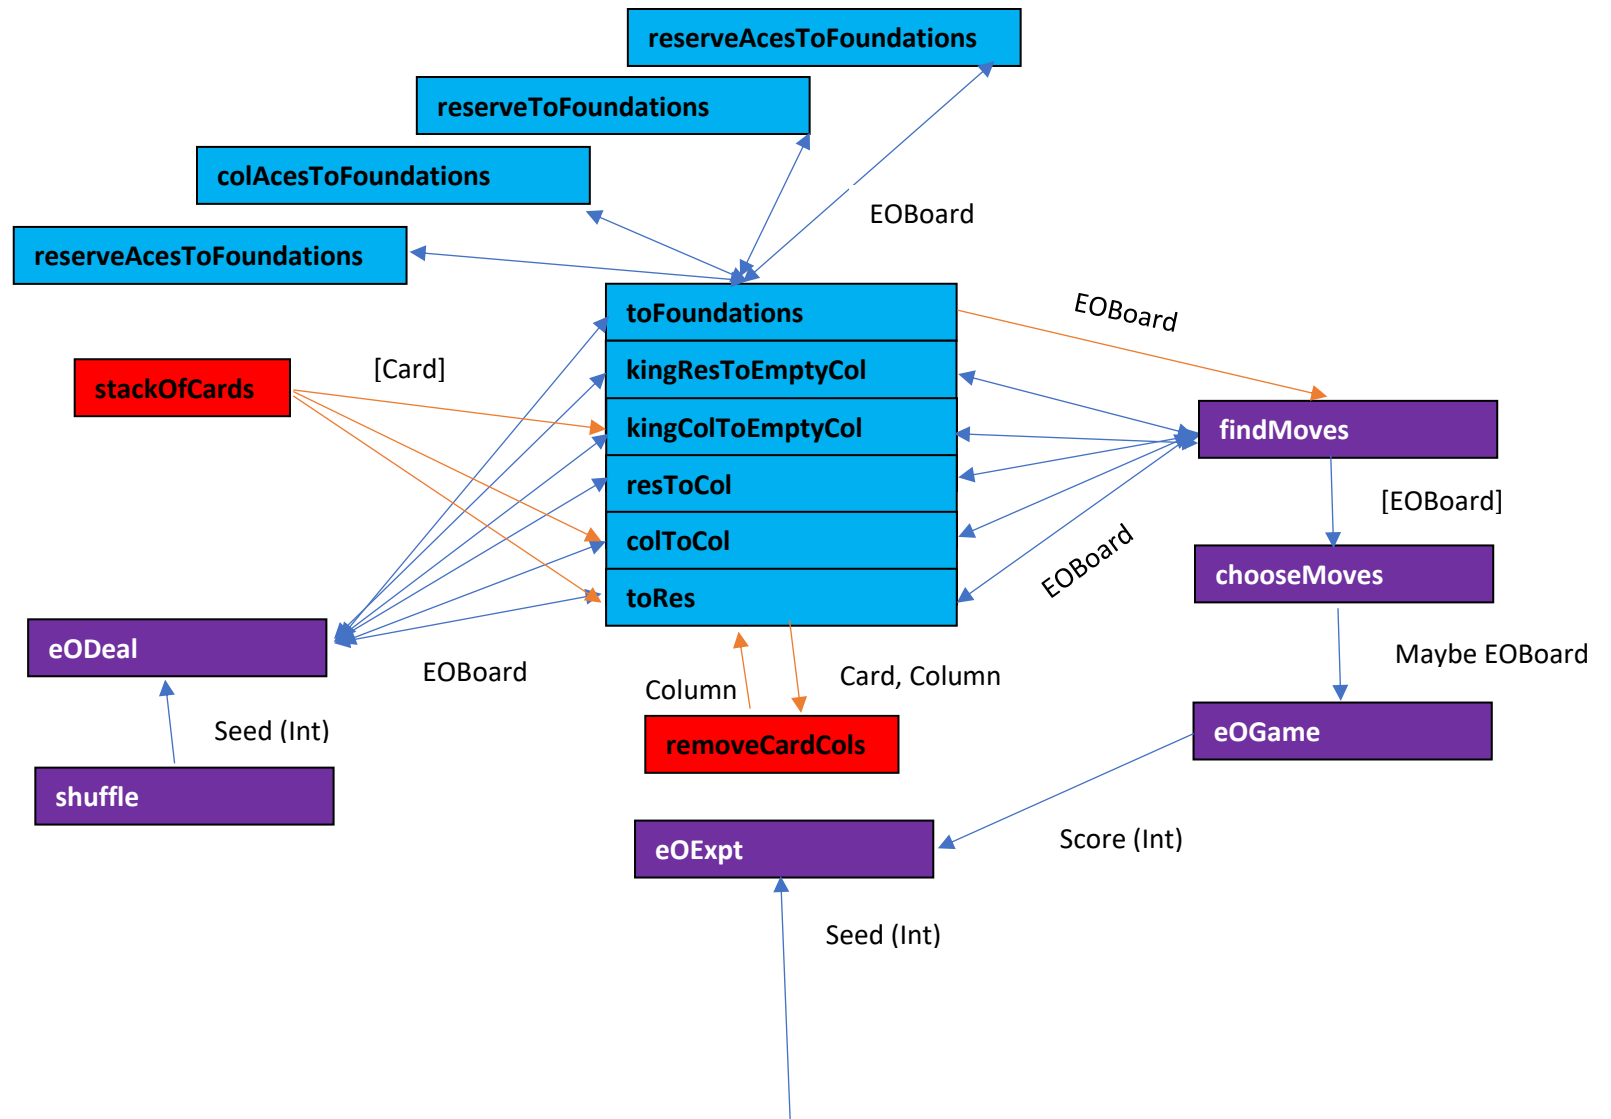 reserveAcesToFoundations
reserveToFoundations
colAcesToFoundations
EOBoard
reserveAcesToFoundations
toFoundations
EOBoard
stackOfCards
[Card]
kingResToEmptyCol
kingColToEmptyCol
findMoves
resToCol
[EOBoard]
colToCol
EOBoard
chooseMoves
toRes
eODeal
EOBoard
Column
Card, Column
Maybe EOBoard
Seed (Int)
removeCardCols
eOGame
shuffle
eOExpt
Score (Int)
Seed (Int)